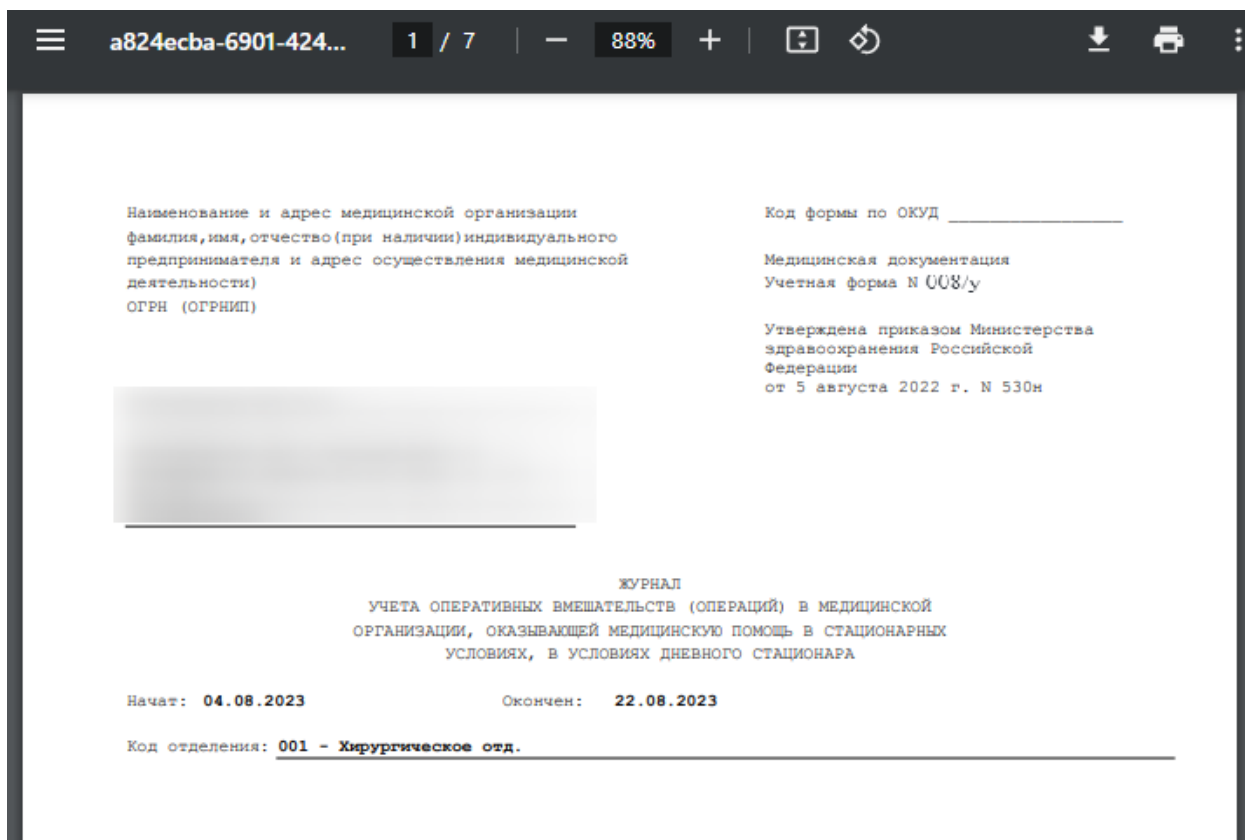 a824ecba-6901-424... 1 / 7 88%
Наименование и адрес медицинской организации
фамилия,имя,отчество(при наличии)индивидуального
предпринимателя и адрес осуществления медицинской
деятельности)
ОГРН (ОГРНИП)
Код формы по ОКУД
Медицинская документация
Учетная форма N 008/у
Утверждена приказом Министерства
здравоохранения Российской
Федерации
от 5 августа 2022 г. N 530н
ЖУРНАЛ
УЧЕТА ОПЕРАТИВНЫХ ВМЕШАТЕЛЬСТВ (ОПЕРАЦИЙ) В МЕДИЦИНСКОЙ
ОРГАНИЗАЦИИ, ОКАЗЫВАЮЩЕЙ МЕДИЦИНСКУЮ ПОМОЩЬ В СТАЦИОНАРНЫХ
УСЛОВИЯХ, В УСЛОВИЯХ ДНЕВНОГО СТАЦИОНАРА
Начат: 04.08.2023 Окончен: 22.08.2023
Код отделения: 001 - Хирургическое отд.